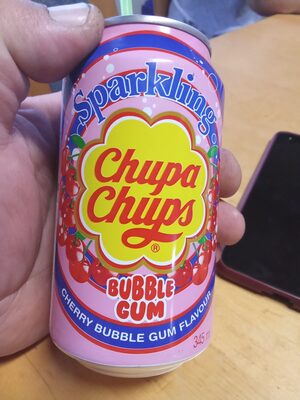 Sparkling
Chupa
Chups
®
BUBBLE
GUM
CHERRY BUBBLE GUM FLAVOUR
345